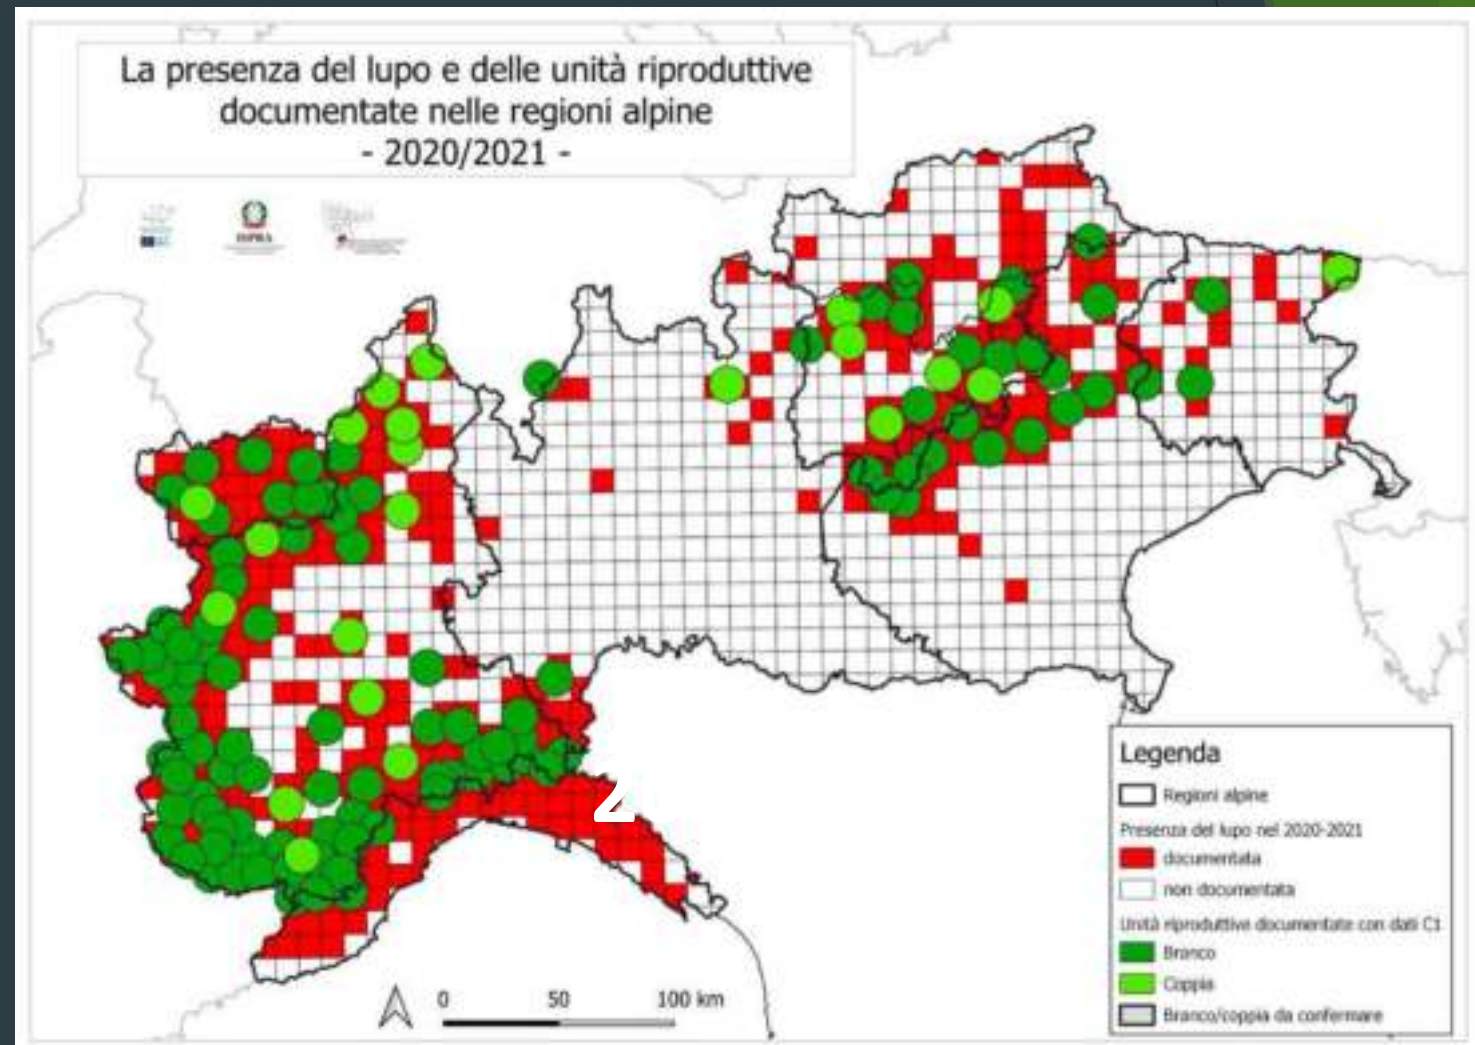 La presenza del lupo e delle unità riproduttive
documentate nelle regioni alpine
- 2020/2021 -
ISPRA
2
Legenda
Regioni alpine
Presenza del lupo nel 2020-2021
documentata
non documentata
Unità riproduttive documentate con dati C1
Branco
Coppia
Branco/coppia da confermare
0 50 100 km